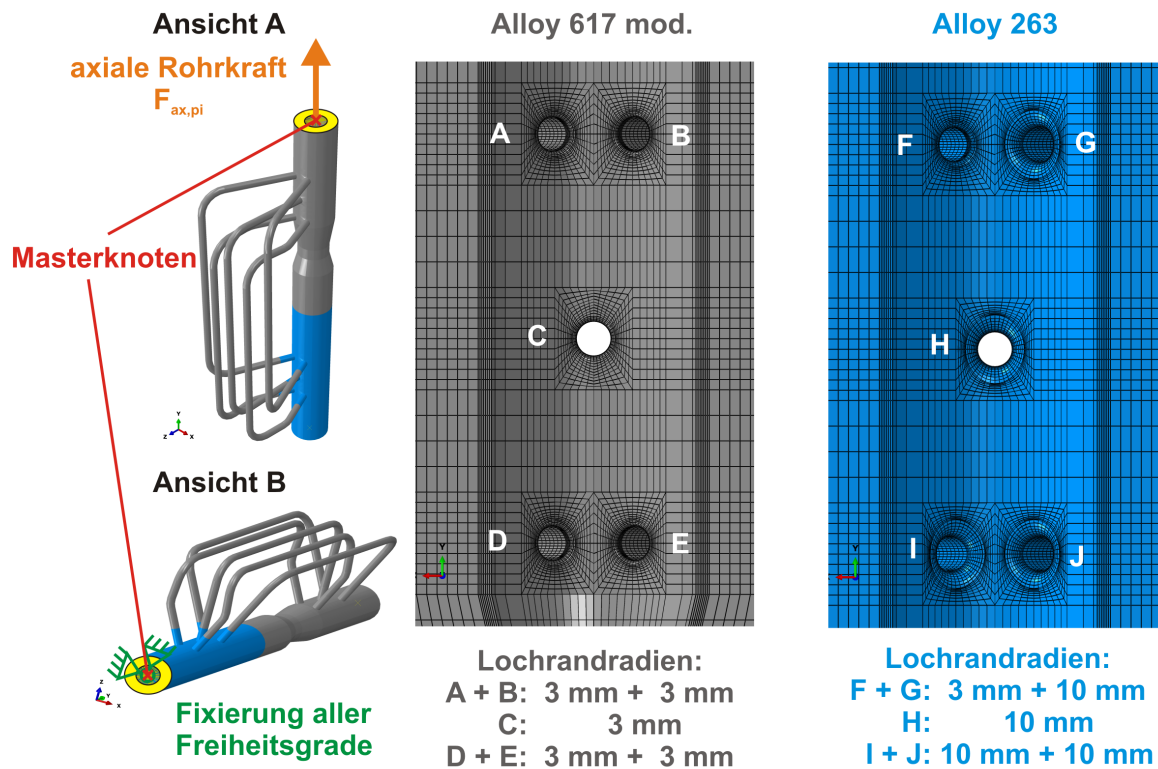 Ansicht A
axiale Rohrkraft
F ax,pi
Masterknoten
Y
Z
X
Ansicht B
Z
Y
X
Fixierung aller
Freiheitsgrade
Alloy 617 mod.
A
B
C
D
E
Y
Lochrandradien:
A + B: 3 mm + 3 mm
C: 3 mm
D + E: 3 mm + 3 mm
Alloy 263
F
G
H
I
J
Y
Lochrandradien:
F + G: 3 mm + 10 mm
H: 10 mm
I + J: 10 mm + 10 mm